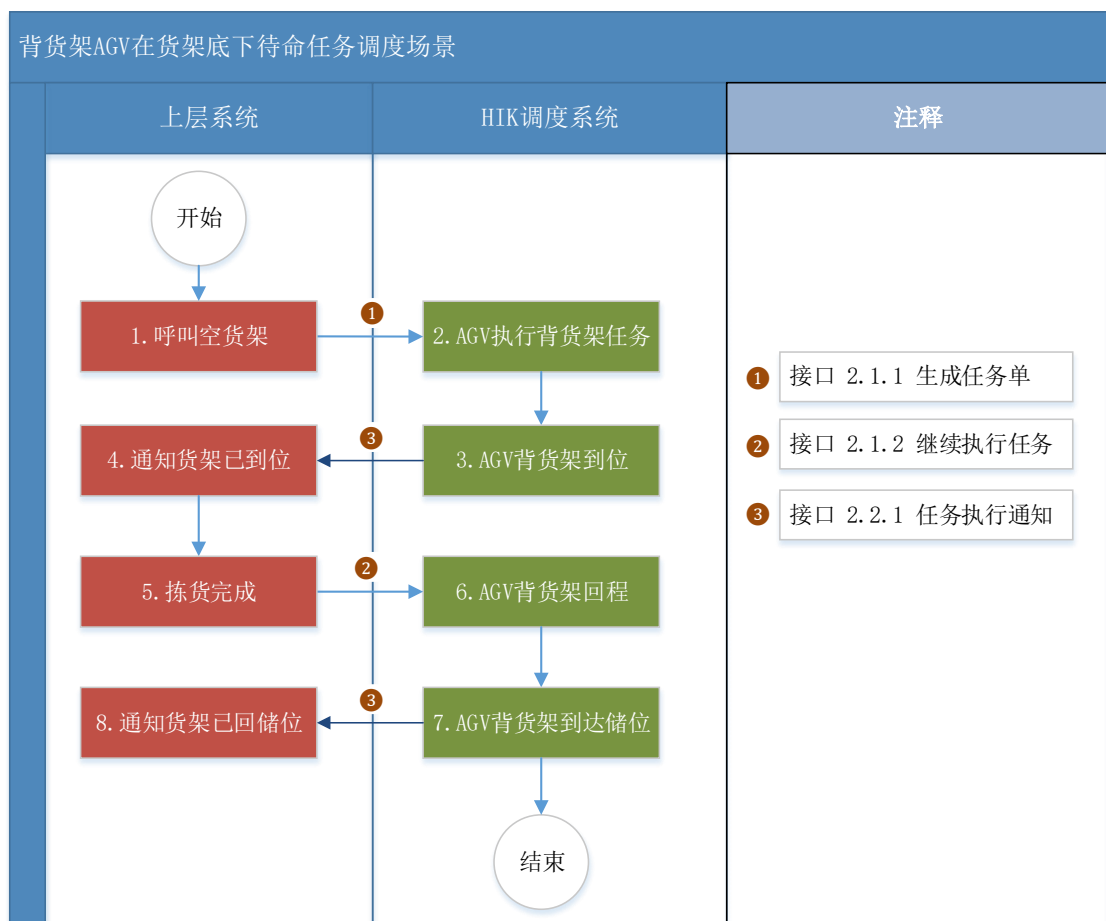 背货架AGV在货架底下待命任务调度场景
上层系统
HIK调度系统
注释
开始
1.呼叫空货架
1
2.AGV执行背货架任务
4.通知货架已到位
3
3.AGV背货架到位
5.拣货完成
2
6.AGV背货架回程
8.通知货架已回储位
3
7.AGV背货架到达储位
结束
1 接口 2.1.1 生成任务单
2 接口 2.1.2 继续执行任务
3 接口 2.2.1 任务执行通知